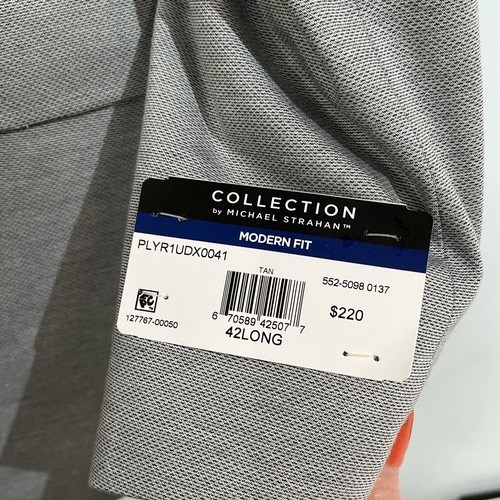 COLLECTION
by MICHAEL STRAHAN™
MODERN FIT
PLYR1UDX0041
TAN
552-5098 0137
6 70589 42507 7
$220
127767-00050
42LONG